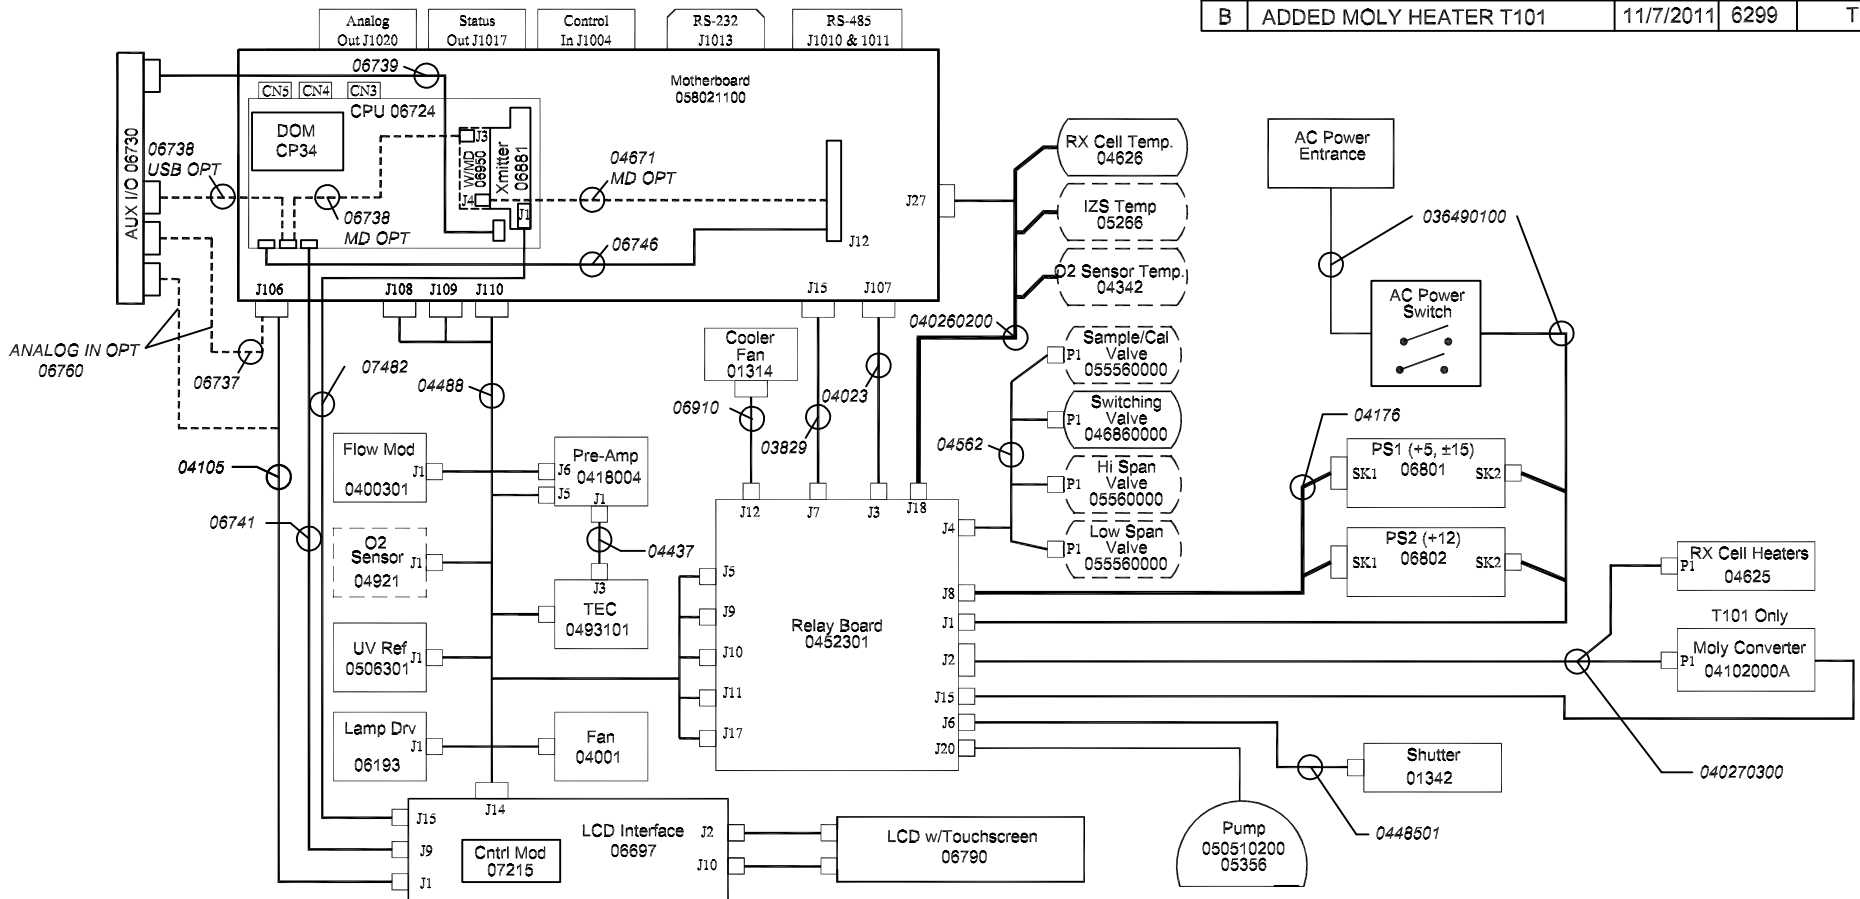 B ADDED MOLY HEATER T101 11/7/2011 6299 T
Analog
Out J1020
Status
Out J1017
Control
In J1004
RS-232
J1013
RS-485
J1010 & 1011
06739
Motherboard
058021100
CN5 CN4 CN3
CPU 06724
DOM
CP34
AUX I/O 06730
06738
USB OPT
06738
MD OPT
J3
W/MD
06950
J4
Xmitter
06881
J1
04671
MD OPT
06746
J12
J27
J106
J108
J109
J110
J15
J107
ANALOG IN OPT
06760
06737
07482
04488
04105
06741
RX Cell Temp.
04626
IZS Temp
05266
O2 Sensor Temp.
04342
040260200
Cooler
Fan
01314
06910
03829
04023
04562
P1
Sample/Cal
Valve
055560000
P1
Switching
Valve
046860000
P1
Hi Span
Valve
05560000
P1
Low Span
Valve
055560000
AC Power
Entrance
036490100
AC Power
Switch
04176
PS1 (+5, ±15)
06801
SK1
SK2
PS2 (+12)
06802
SK1
SK2
Flow Mod
0400301
J1
Pre-Amp
0418004
J6
J5
J1
04437
O2
Sensor
04921
J1
J3
TEC
0493101
UV Ref
0506301
J1
Lamp Drv
06193
J1
Fan
04001
J12
J7
J3
J18
J4
J5
J9
J10
J11
J17
Relay Board
0452301
J8
J1
J2
J15
J6
J20
RX Cell Heaters
04625
P1
T101 Only
Moly Converter
04102000A
P1
040270300
Shutter
01342
0448501
Pump
050510200
05356
J14
J15
J9
J1
LCD Interface
06697
Cntrl Mod
07215
J2
J10
LCD w/Touchscreen
06790